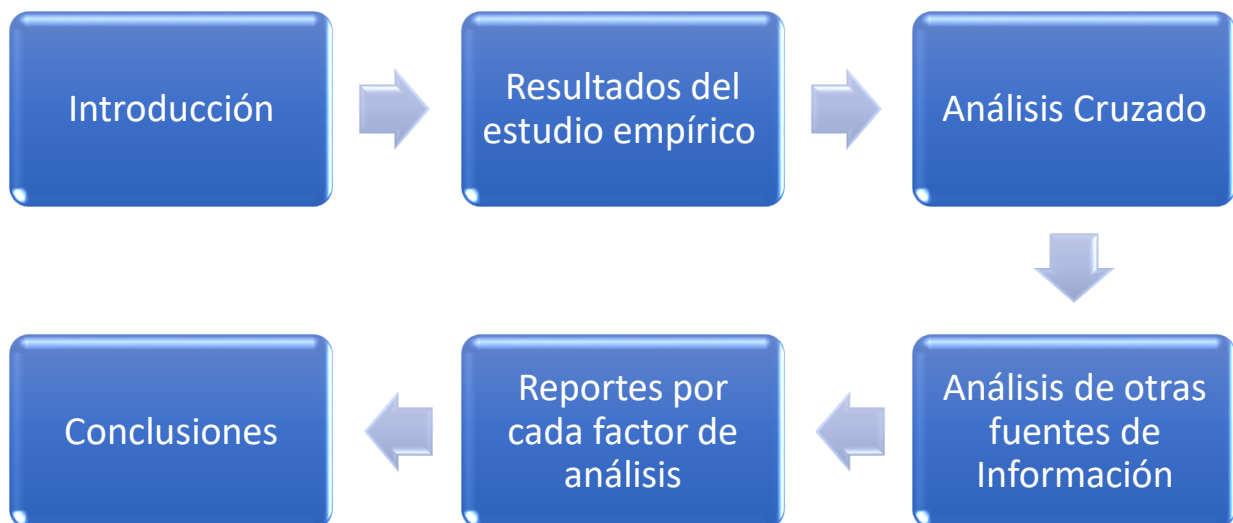 Introducción
Resultados del
estudio empírico
Análisis Cruzado
Análisis de otras
fuentes de
Información
Reportes por
cada factor de
análisis
Conclusiones